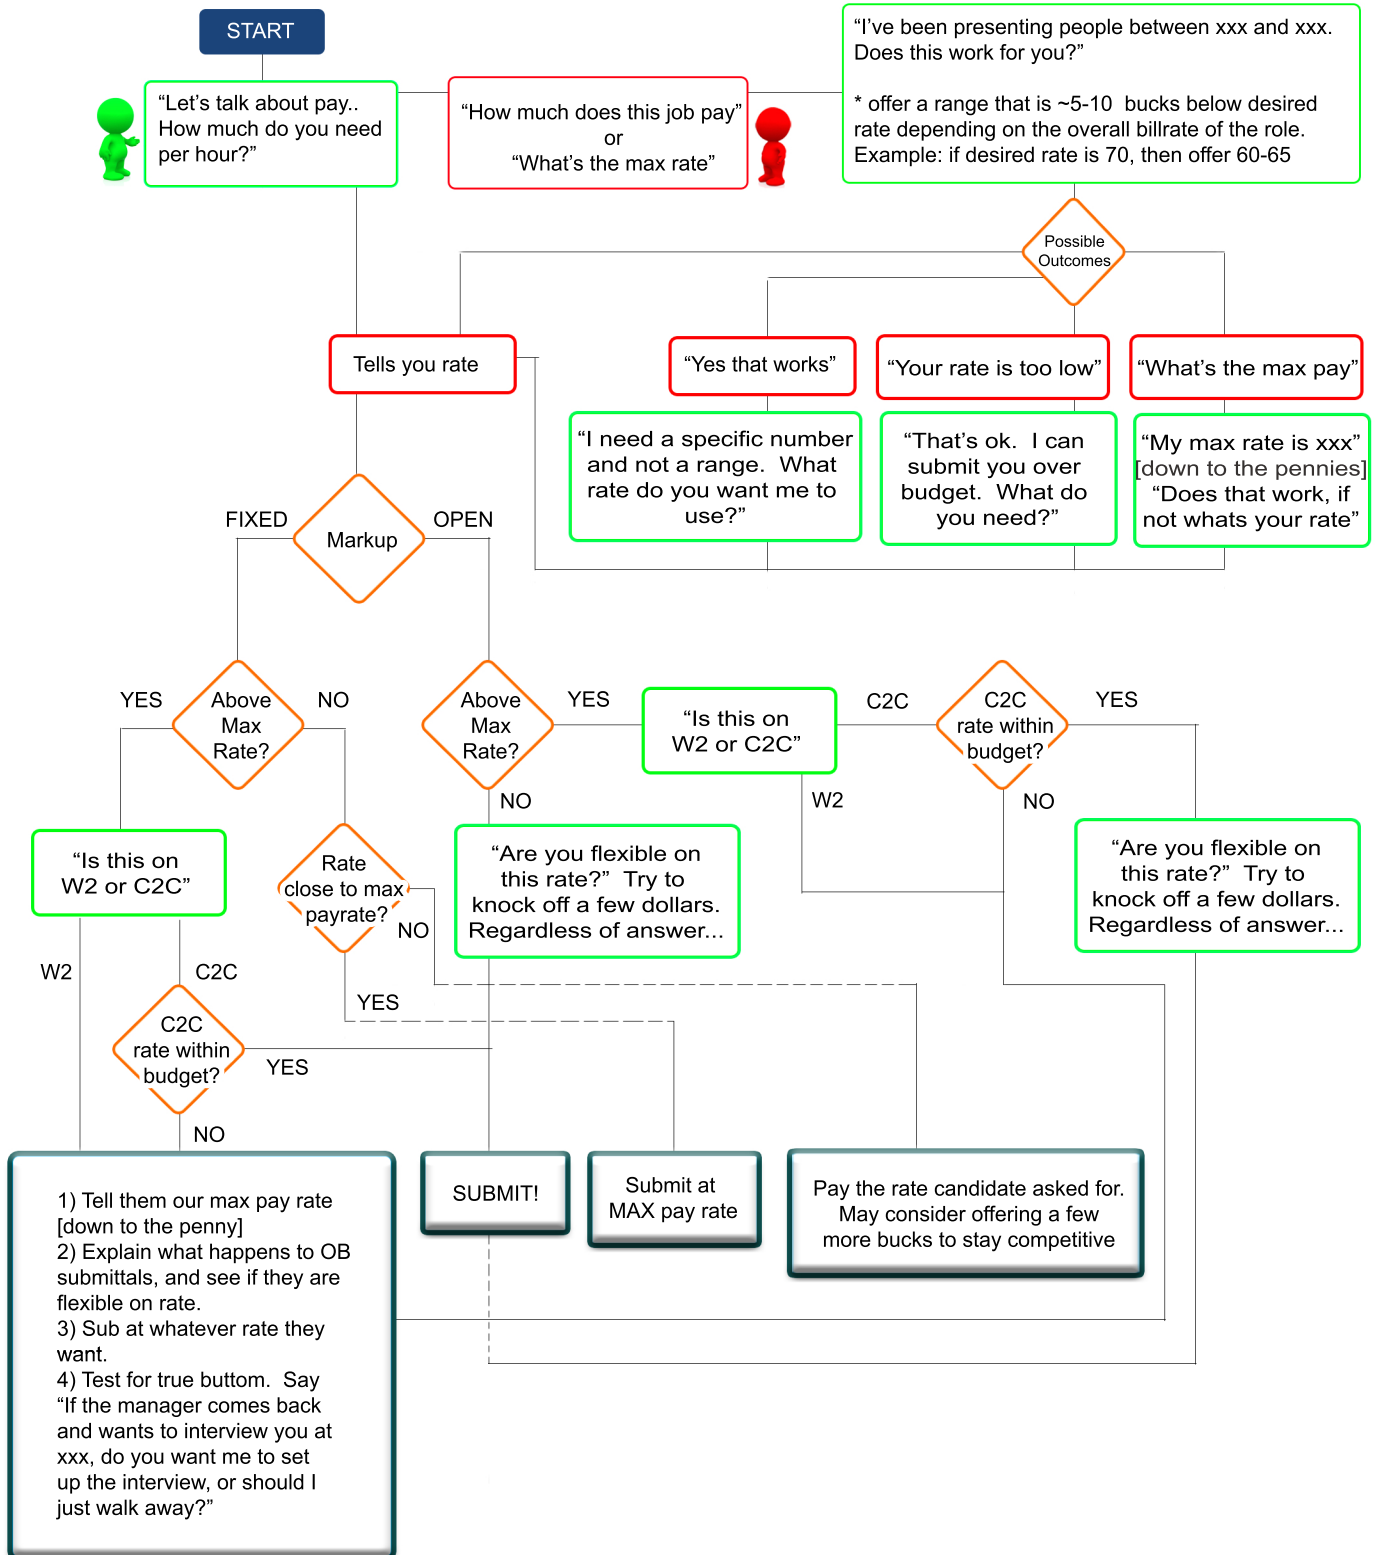 START
“Let’s talk about pay..
How much do you need
per hour?”
“How much does this job pay”
or
“What’s the max rate”
“I’ve been presenting people between xxx and xxx.
Does this work for you?”
* offer a range that is ~5-10 bucks below desired
rate depending on the overall billrate of the role.
Example: if desired rate is 70, then offer 60-65
Possible
Outcomes
Tells you rate
“Yes that works”
“Your rate is too low”
“What’s the max pay”
“I need a specific number
and not a range. What
rate do you want me to
use?”
“That’s ok. I can
submit you over
budget. What do
you need?”
“My max rate is xxx”
[down to the pennies]
“Does that work, if
not whats your rate”
FIXED
Markup
OPEN
YES
Above
Max
Rate?
NO
Above
Max
Rate?
YES
“Is this on
W2 or C2C”
C2C
C2C
rate within
budget?
YES
NO
W2
NO
“Is this on
W2 or C2C”
Rate
close to max
payrate?
NO
“Are you flexible on
this rate?” Try to
knock off a few dollars.
Regardless of answer...
“Are you flexible on
this rate?” Try to
knock off a few dollars.
Regardless of answer...
W2
C2C
YES
C2C
rate within
budget?
YES
NO
1) Tell them our max pay rate
[down to the penny]
2) Explain what happens to OB
submittals, and see if they are
flexible on rate.
3) Sub at whatever rate they
want.
4) Test for true buttom. Say
“If the manager comes back
and wants to interview you at
xxx, do you want me to set
up the interview, or should I
just walk away?”
SUBMIT!
Submit at
MAX pay rate
Pay the rate candidate asked for.
May consider offering a few
more bucks to stay competitive